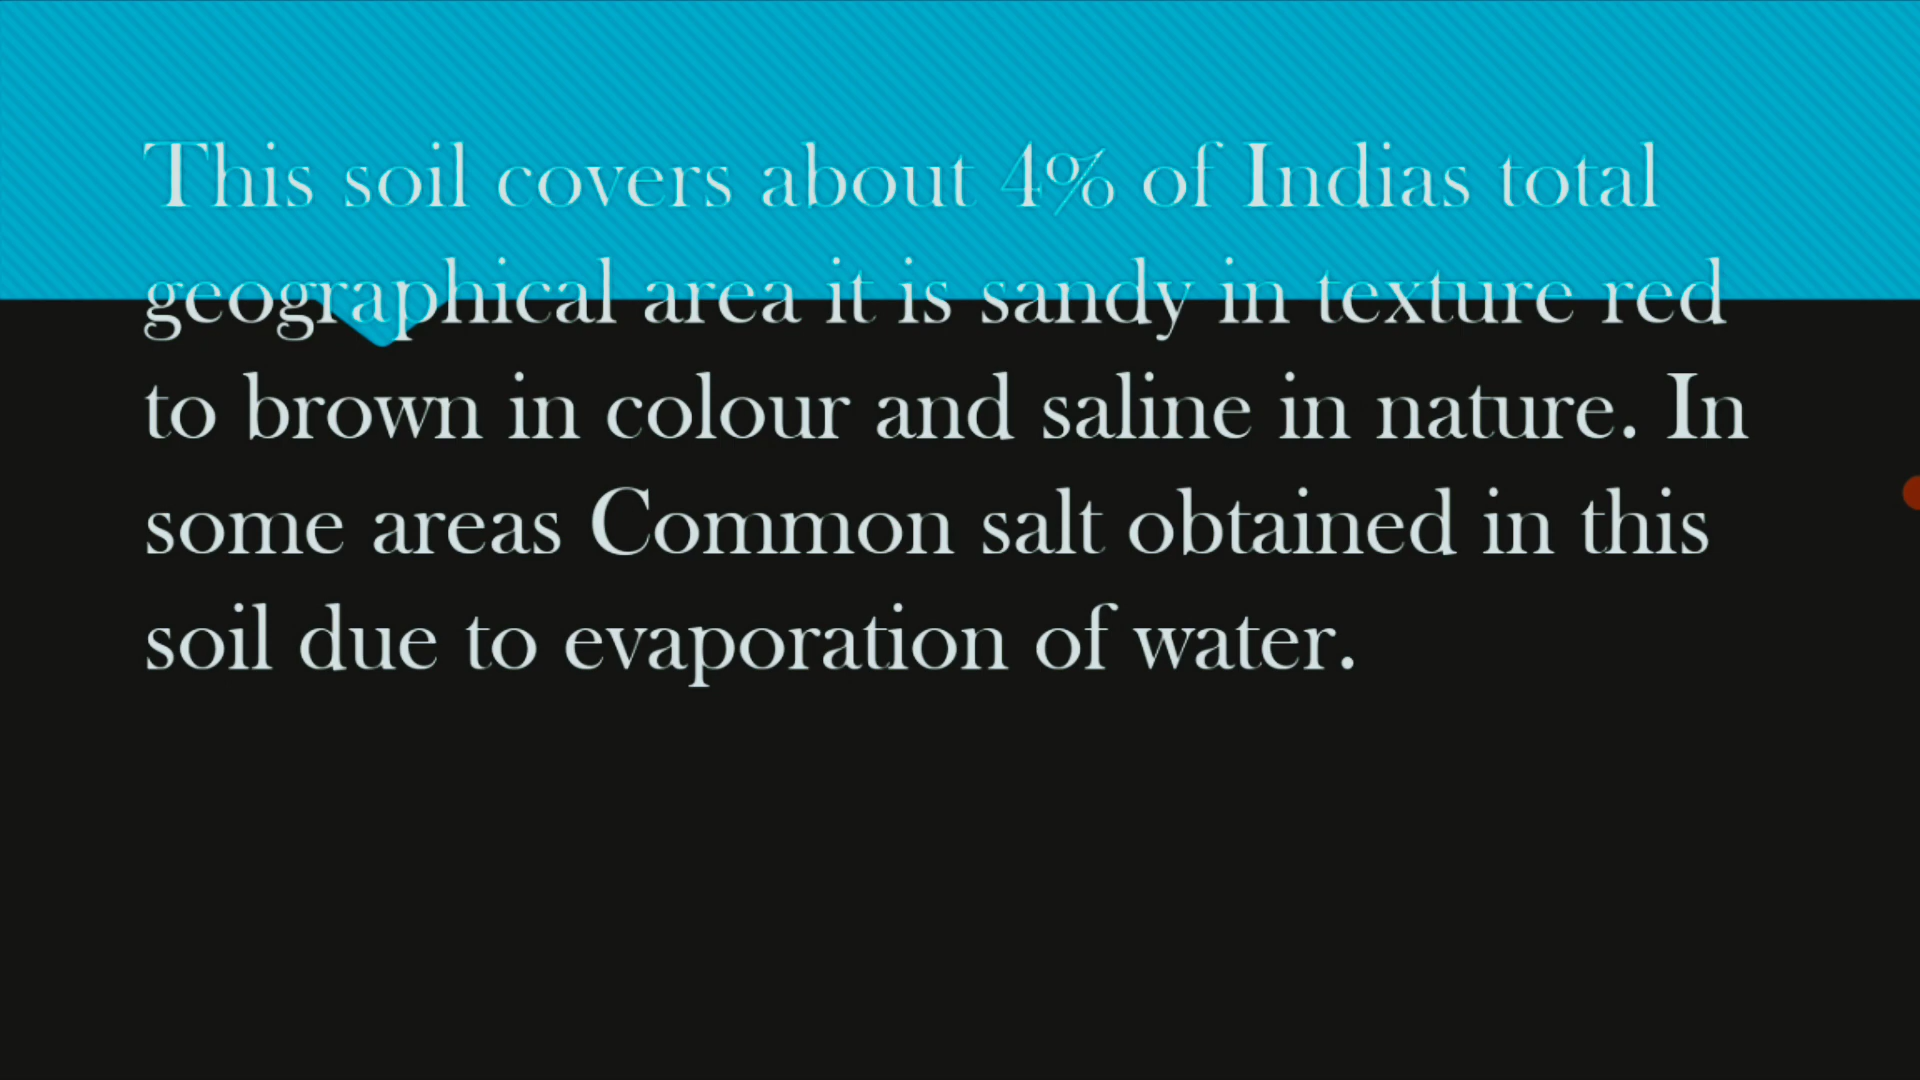 This soil covers about 4% of Indias total
geographical area it is sandy in texture red
to brown in colour and saline in nature. In
some areas Common salt obtained in this
soil due to evaporation of water.